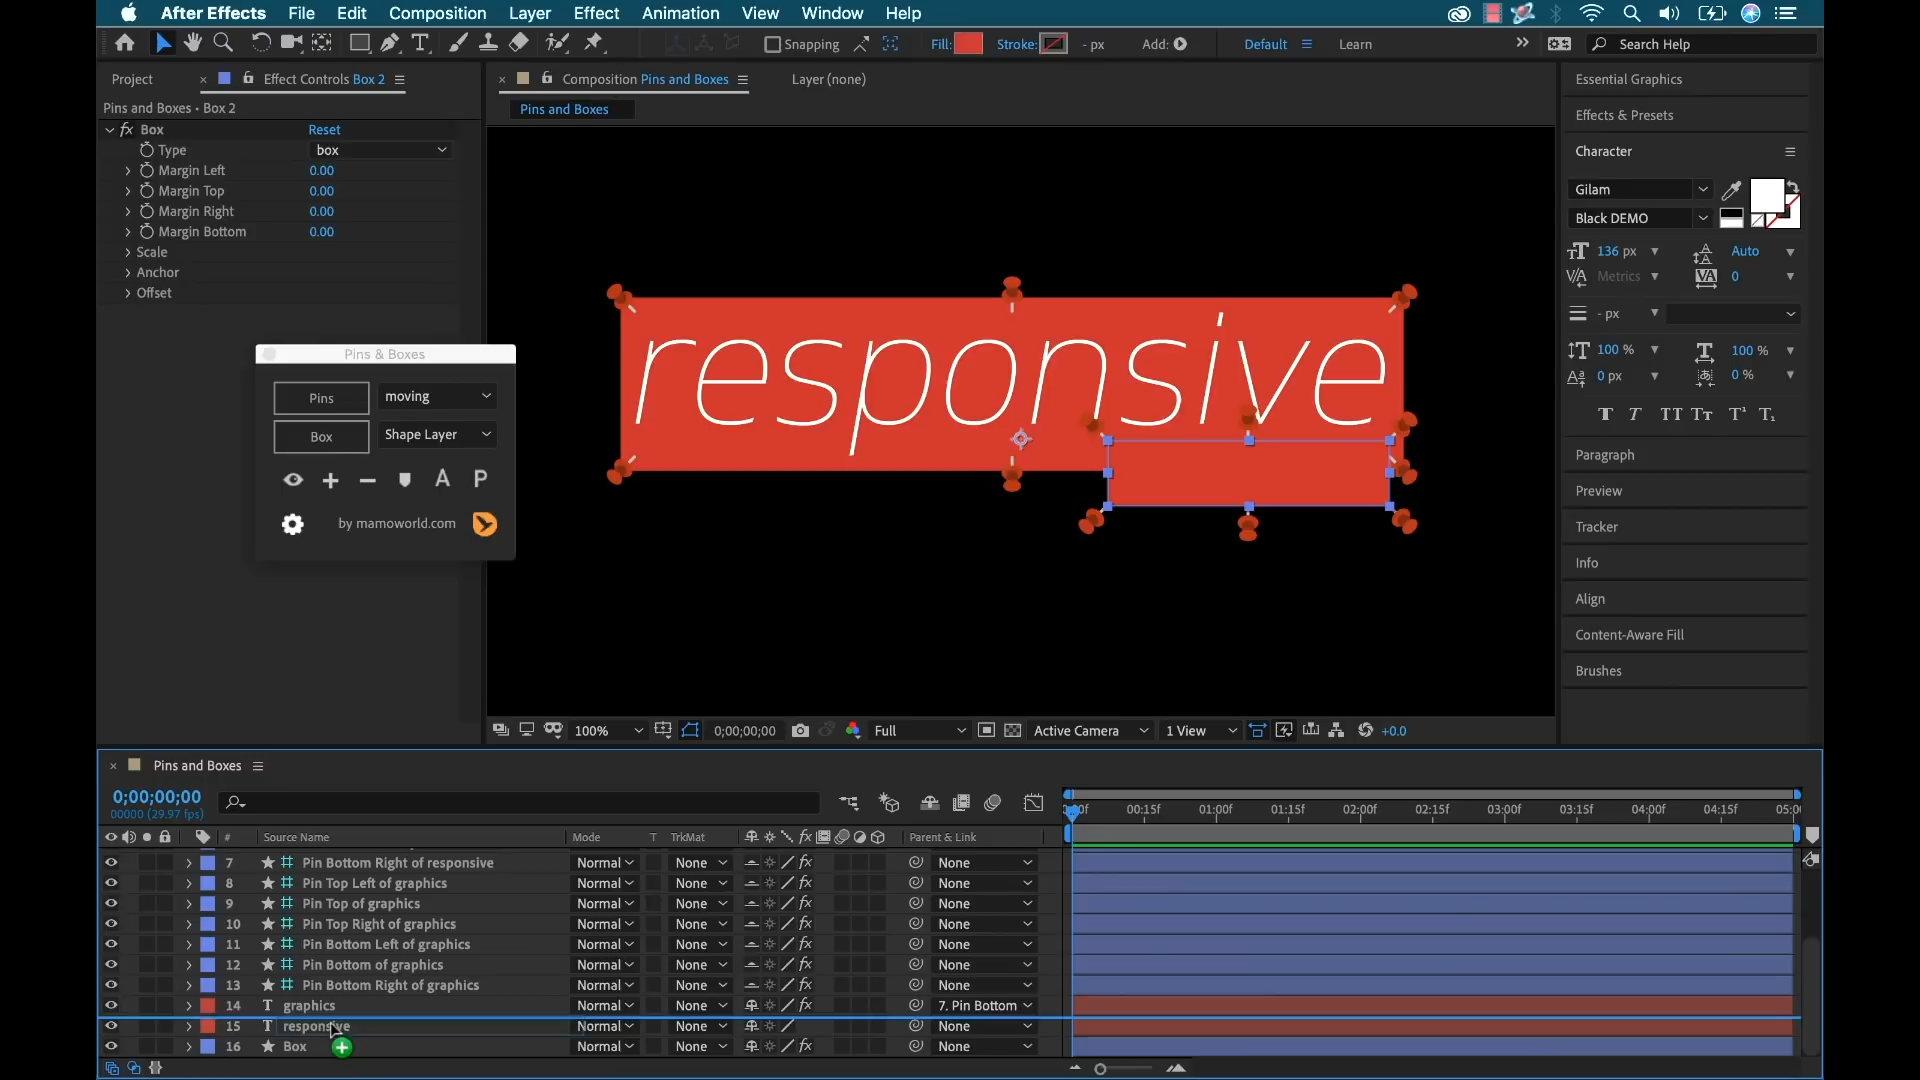 After Effects File Edit Composition Layer Effect Animation View Window Help
Snapping Fill: Stroke: - px Add: Default Learn Search Help
Project Effect Controls Box 2 Composition Pins and Boxes Layer (none) Essential Graphics
Pins and Boxes • Box 2
Pins and Boxes
Effects & Presets
fx Box Reset
Type box
Margin Left 0.00
Margin Top 0.00
Margin Right 0.00
Margin Bottom 0.00
Scale
Anchor
Offset
Pins & Boxes
Pins moving
Box Shape Layer
A P
by mamoworld.com
responsive
Character
Gilam
Black DEMO
136 px Auto
Metrics 0
- px
100 % 100 %
0 px 0 %
Paragraph
Preview
Tracker
Info
Align
Content-Aware Fill
Brushes
100% 0;00;00;00 Full Active Camera 1 View +0.0
Pins and Boxes
0;00;00;00
00000 (29.97 fps)
00:15f 01:00f 01:15f 02:00f 02:15f 03:00f 03:15f 04:00f 04:15f
# Source Name Mode T TrkMat fx Parent & Link
7 Pin Bottom Right of responsive Normal None fx None
8 Pin Top Left of graphics Normal None fx None
9 Pin Top of graphics Normal None fx None
10 Pin Top Right of graphics Normal None fx None
11 Pin Bottom Left of graphics Normal None fx None
12 Pin Bottom of graphics Normal None fx None
13 Pin Bottom Right of graphics Normal None fx None
14 T graphics Normal None fx 7. Pin Bottom
15 T responsive Normal None None
16 Box Normal None fx None